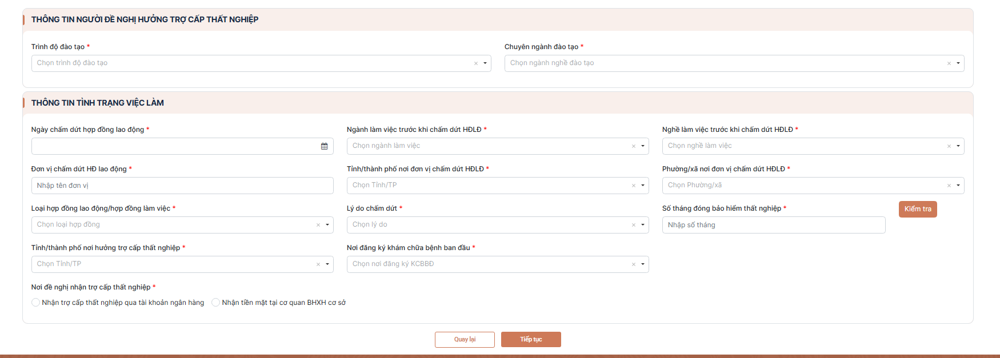 THÔNG TIN NGƯỜI ĐỀ NGHỊ HƯỞNG TRỢ CẤP THẤT NGHIỆP
Trình độ đào tạo *
Chuyên ngành đào tạo *
Chọn trình độ đào tạo
Chọn ngành nghề đào tạo
THÔNG TIN TÌNH TRẠNG VIỆC LÀM
Ngày chấm dứt hợp đồng lao động *
Ngành làm việc trước khi chấm dứt HĐLĐ *
Nghề làm việc trước khi chấm dứt HĐLĐ *
Chọn ngành làm việc
Chọn nghề làm việc
Đơn vị chấm dứt HĐ lao động *
Tỉnh/thành phố nơi đơn vị chấm dứt HĐLĐ *
Phường/xã nơi đơn vị chấm dứt HĐLĐ *
Nhập tên đơn vị
Chọn Tỉnh/TP
Chọn Phường/xã
Loại hợp đồng lao động/hợp đồng làm việc *
Lý do chấm dứt *
Số tháng đóng bảo hiểm thất nghiệp *
Kiểm tra
Chọn loại hợp đồng
Chọn lý do
Nhập số tháng
Tỉnh/thành phố nơi hưởng trợ cấp thất nghiệp *
Nơi đăng ký khám chữa bệnh ban đầu *
Chọn Tỉnh/TP
Chọn nơi đăng ký KCBBĐ
Nơi đề nghị nhận trợ cấp thất nghiệp *
Nhận trợ cấp thất nghiệp qua tài khoản ngân hàng
Nhận tiền mặt tại cơ quan BHXH cơ sở
Quay lại
Tiếp tục